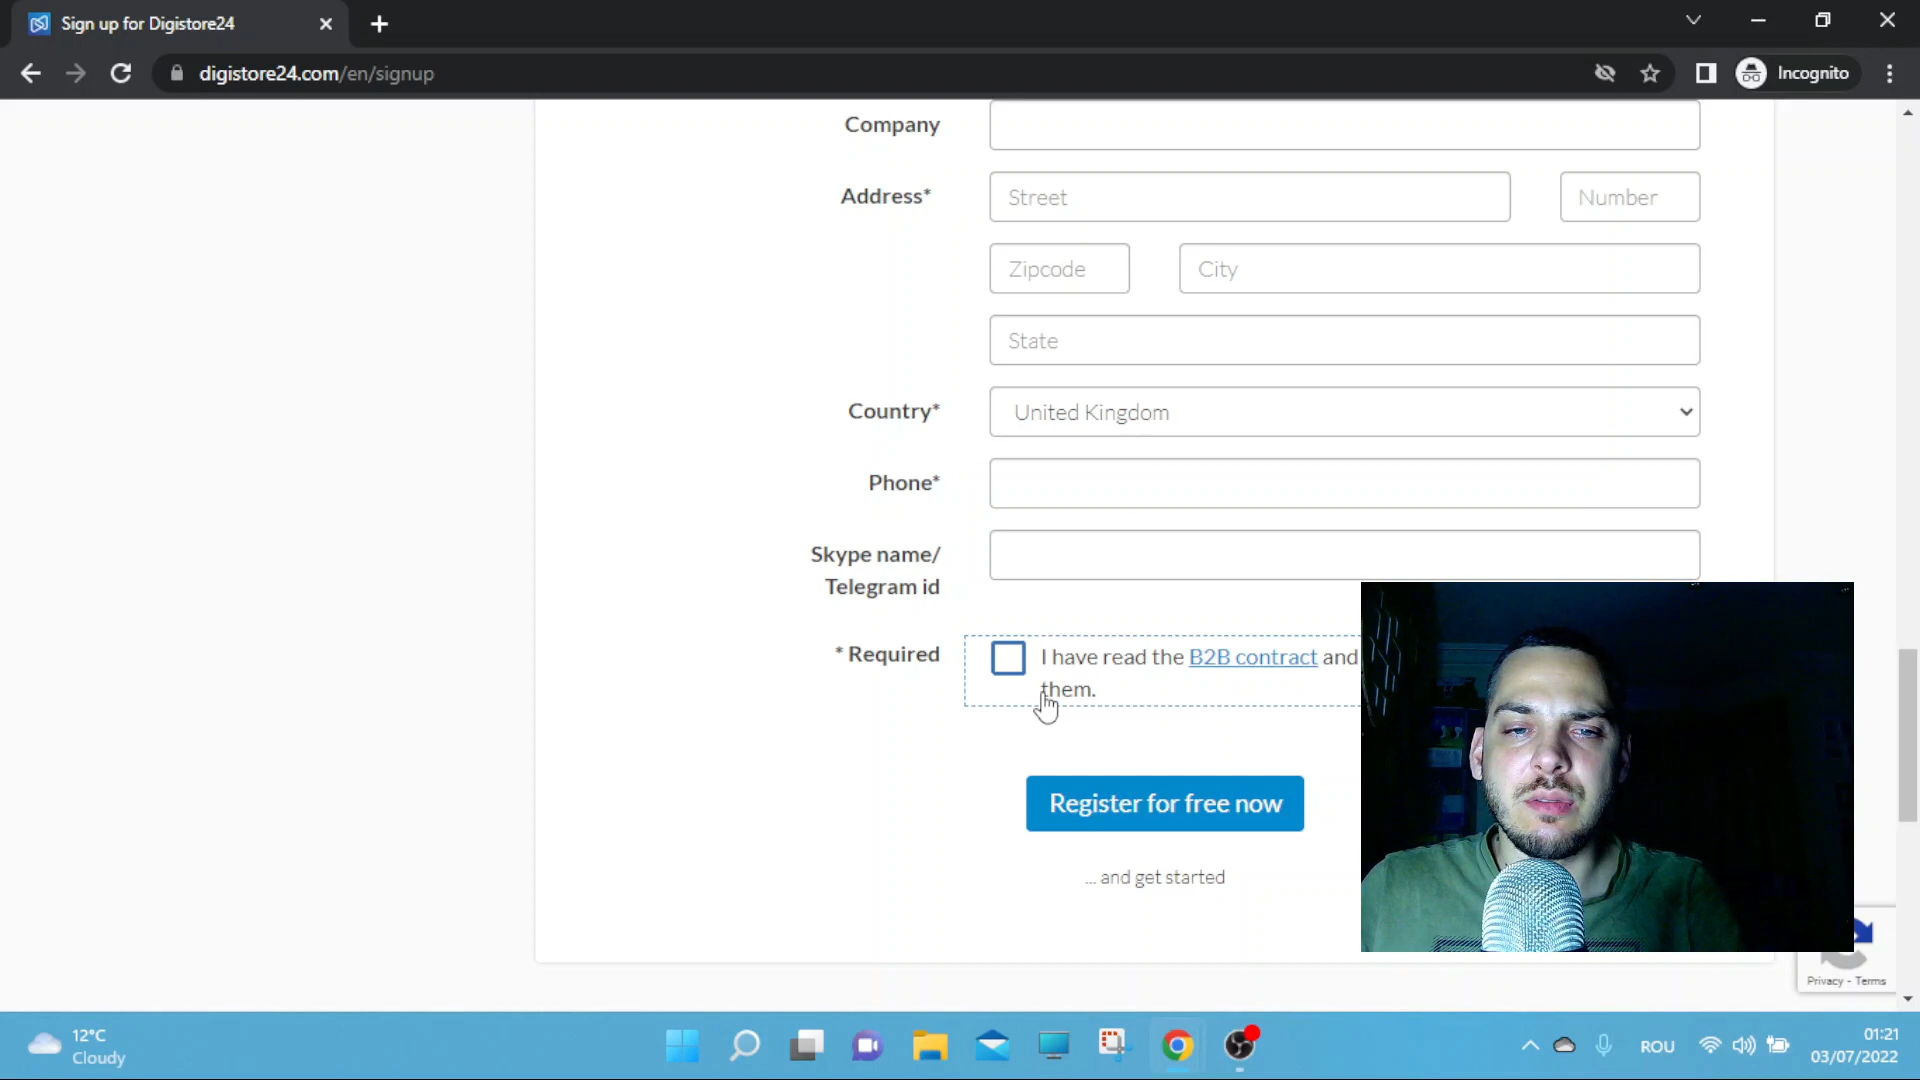 Sign up for Digistore24
digistore24.com/en/signup
Incognito
Company
Address*
Street
Number
Zipcode
City
State
Country*
United Kingdom
Phone*
Skype name/
Telegram id
* Required
I have read the B2B contract and
them.
Register for free now
... and get started
Privacy - Terms
12°C
Cloudy
ROU
01:21
03/07/2022